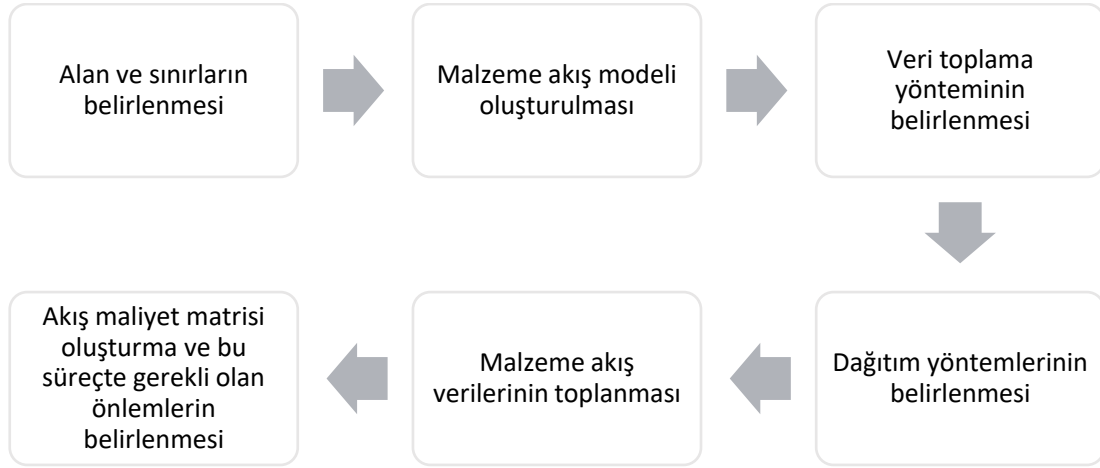 Alan ve sınırların
belirlenmesi
Malzeme akış modeli
oluşturulması
Veri toplama
yönteminin
belirlenmesi
Dağıtım yöntemlerinin
belirlenmesi
Malzeme akış
verilerinin toplanması
Akış maliyet matrisi
oluşturma ve bu
süreçte gerekli olan
önlemlerin
belirlenmesi